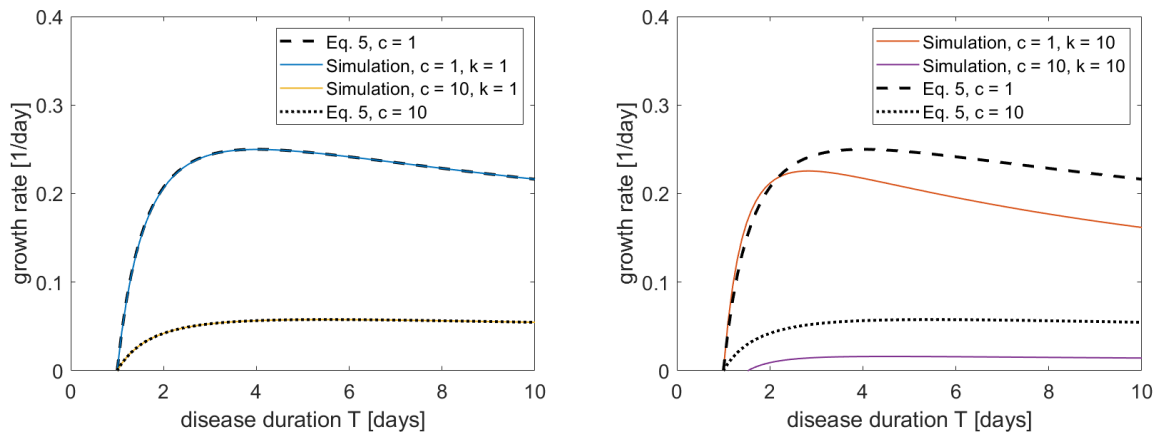 0.4
0.3
0.2
0.1
0
growth rate [1/day]
Eq. 5, c = 1
Simulation, c = 1, k = 1
Simulation, c = 10, k = 1
Eq. 5, c = 10
0 2 4 6 8 10
disease duration T [days]
0.4
0.3
0.2
0.1
0
growth rate [1/day]
Simulation, c = 1, k = 10
Simulation, c = 10, k = 10
Eq. 5, c = 1
Eq. 5, c = 10
0 2 4 6 8 10
disease duration T [days]